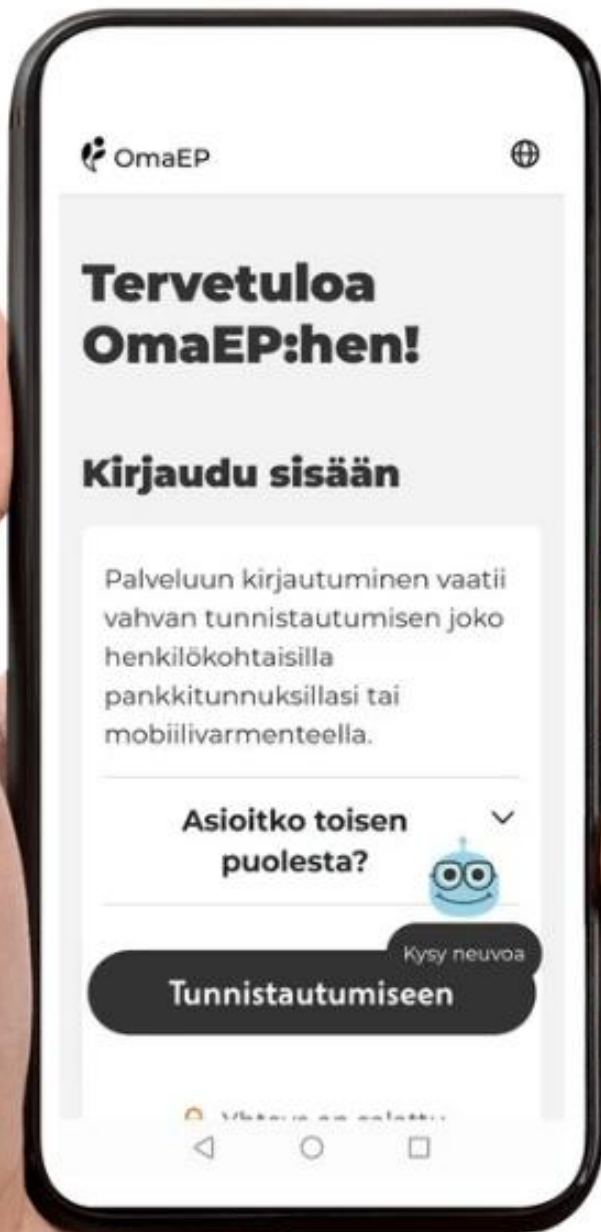 OmaEP
Tervetuloa
OmaEP:hen!
Kirjaudu sisään
Palveluun kirjautuminen vaatii
vahvan tunnistautumisen joko
henkilökohtaisilla
pankkitunnuksillasi tai
mobiilivarmenteella.
Asioitko toisen
puolesta?
Kysy neuvoa
Tunnistautumiseen